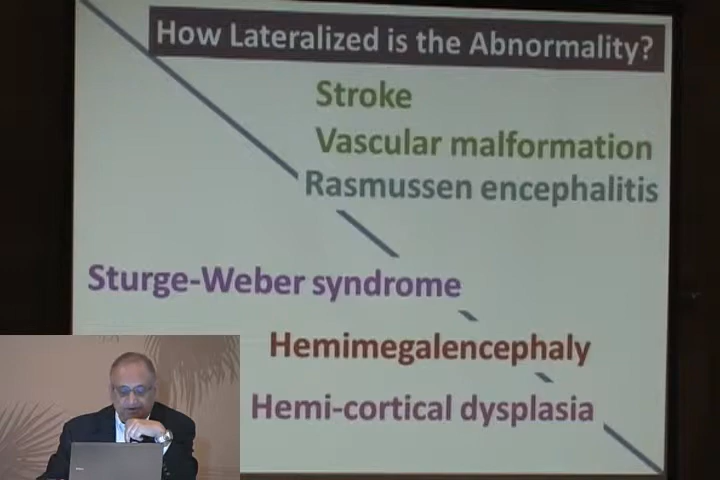 How Lateralized is the Abnormality?
Stroke
Vascular malformation
Rasmussen encephalitis
Sturge-Weber syndrome
Hemimegalencephaly
Hemi-cortical dysplasia